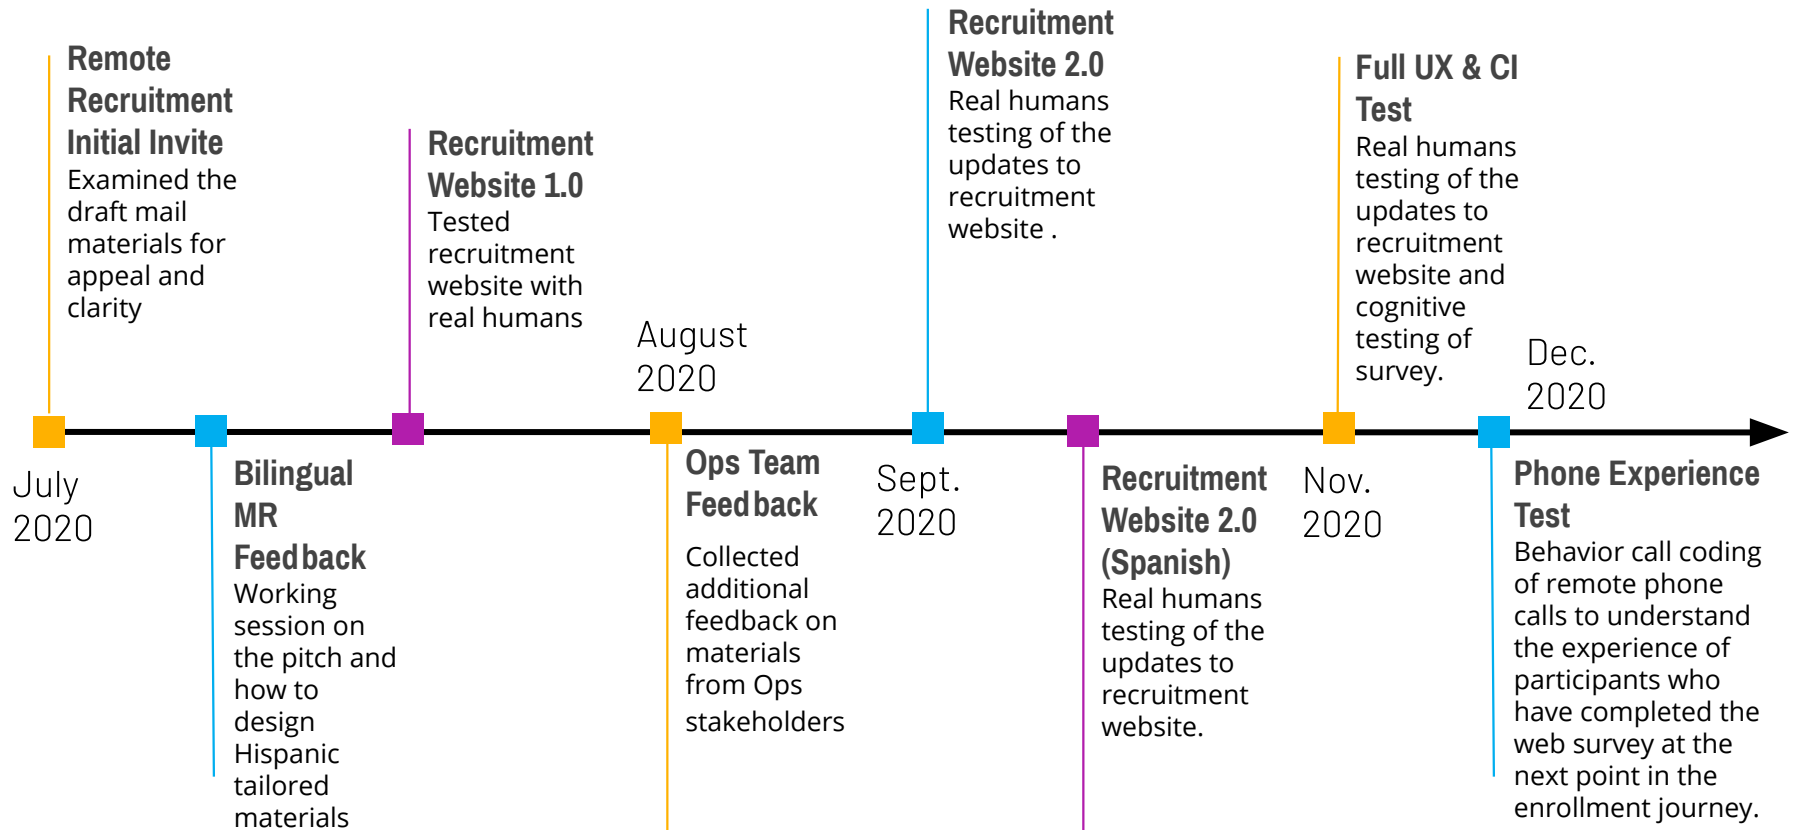 Remote
Recruitment
Initial Invite
Examined the
draft mail
materials for
appeal and
clarity
July
2020
Bilingual
MR
Feedback
Working
session on
the pitch and
how to
design
Hispanic
tailored
materials
Recruitment
Website 1.0
Tested
recruitment
website with
real humans
August
2020
Ops Team
Feedback
Collected
additional
feedback on
materials
from Ops
stakeholders
Recruitment
Website 2.0
Real humans
testing of the
updates to
recruitment
website .
Sept.
2020
Recruitment
Website 2.0
(Spanish)
Real humans
testing of the
updates to
recruitment
website.
Full UX & CI
Test
Real humans
testing of the
updates to
recruitment
website and
cognitive
testing of
survey.
Nov.
2020
Dec.
2020
Phone Experience
Test
Behavior call coding
of remote phone
calls to understand
the experience of
participants who
have completed the
web survey at the
next point in the
enrollment journey.